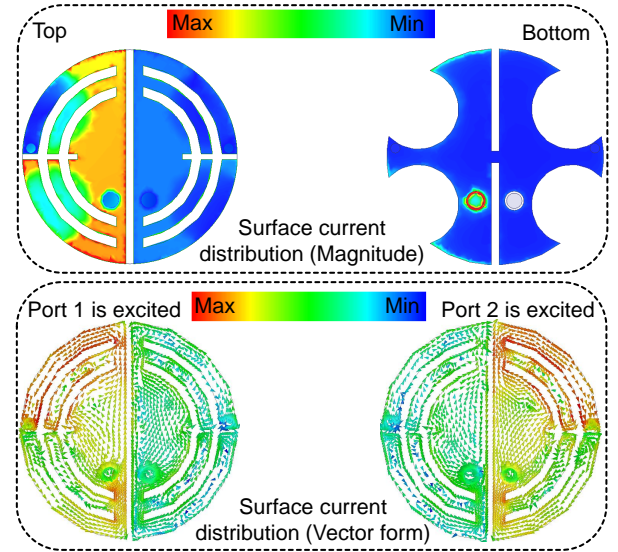 Top
Max
Min
Bottom
Surface current
distribution (Magnitude)
Port 1 is excited
Max
Min
Port 2 is excited
Surface current
distribution (Vector form)